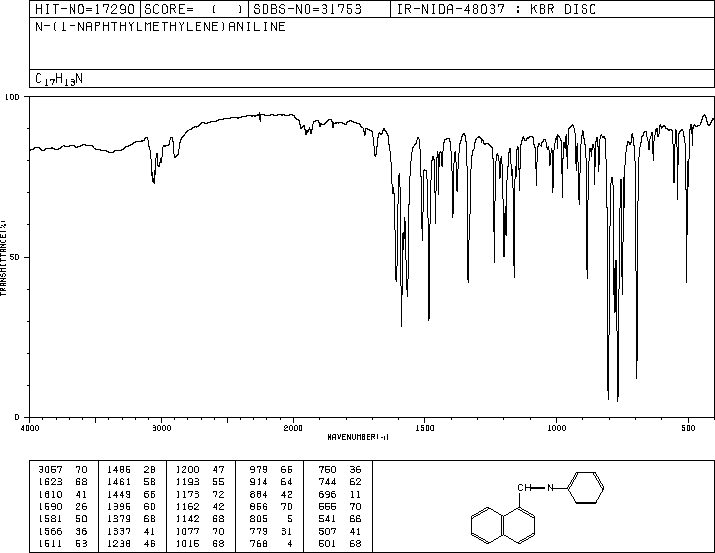 HIT-NO=17290 SCORE= ( ) SDBS-NO=31753 IR-NIDA-48037 : KBR DISC
N-(1-NAPHTHYLMETHYLENE)ANILINE
C17H13N
100
50
0
TRANSMITTANCE(%)
4000 3000 2000 1500 1000 500
WAVENUMBER(-1)
3057 70 1486 28 1200 47 979 66 750 36
1623 68 1461 58 1193 55 914 64 744 62
1610 41 1449 66 1173 72 884 42 696 11
1590 26 1396 60 1162 42 866 70 555 70
1581 50 1379 68 1142 68 805 5 541 66
1566 36 1337 41 1077 70 779 31 507 41
1511 53 1238 46 1016 68 768 4 501 68
CH N